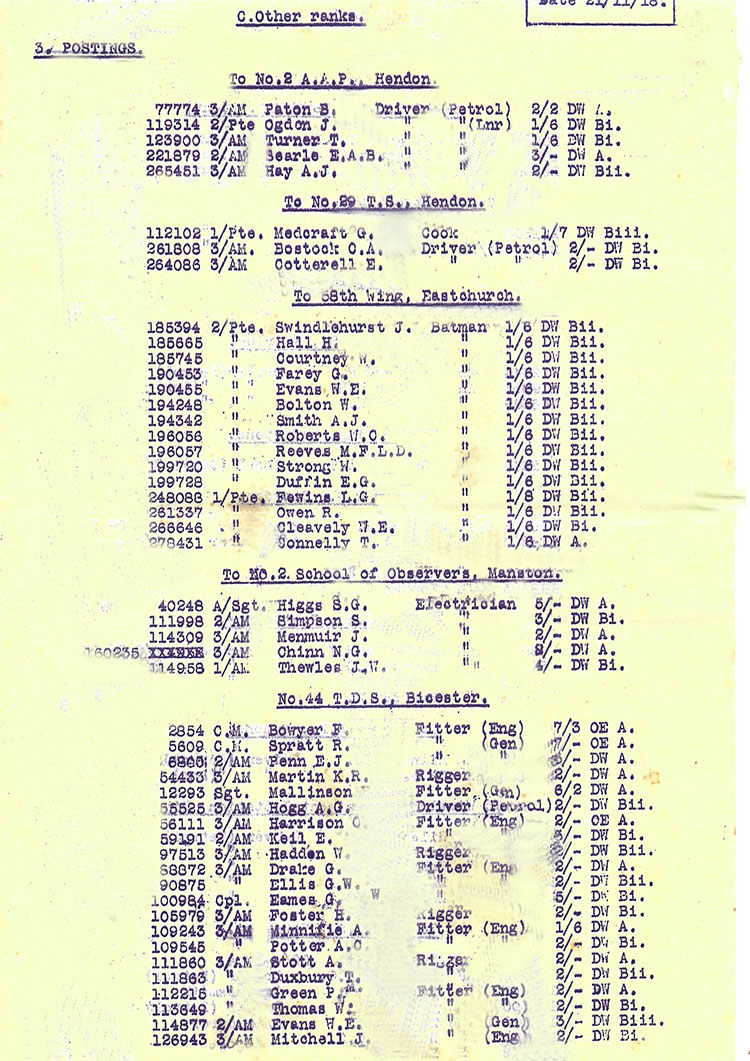 Date 21/11/18.
C.Other ranks.
3. POSTINGS.
To No.2 A.A.P., Hendon.
77774 3/AM Paton B. Driver (Petrol) 2/2 DW A.
119314 2/Pte Ogdon J. " "(Lnr) 1/6 DW Bi.
123900 3/AM Turner T. " " 1/6 DW Bi.
221879 2/AM Searle E.A.B. " " 3/- DW A.
265451 3/AM Hay A.J. " " 2/- DW Bii.
To No.29 T.S., Hendon.
112102 1/Pte. Medcraft G. Cook 1/7 DW Biii.
261808 3/AM. Bostock C.A. Driver (Petrol) 2/- DW Bi.
264086 3/AM Cotterell E. " " 2/- DW Bi.
To 58th Wing, Eastchurch.
185394 2/Pte. Swindlehurst J. Batman 1/6 DW Bii.
185665 " Hall H. " 1/6 DW Bii.
185745 " Courtney W. " 1/6 DW Bii.
190453 " Farey G. " 1/6 DW Bii.
190455 " Evans W.E. " 1/6 DW Bii.
194248 " Bolton W. " 1/6 DW Bii.
194342 " Smith A.J. " 1/6 DW Bii.
196056 " Roberts W.C. " 1/6 DW Bii.
196057 " Reeves M.F.L.D. " 1/6 DW Bii.
199720 " Strong W. " 1/6 DW Bii.
199728 " Duffin E.G. " 1/6 DW Bii.
248088 1/Pte. Fewins L.G. " 1/8 DW Bii.
261337 " Owen R. " 1/6 DW Bii.
266646 " Cleavely W.E. " 1/6 DW Bi.
278431 " Connelly T. " 1/6 DW A.
To No.2. School of Observers, Manston.
40248 A/Sgt. Higgs S.G. Electrician 5/- DW A.
111998 2/AM Simpson S. " 3/- DW Bi.
114309 3/AM Menmuir J. " 2/- DW A.
160235 3/AM Chinn N.G. " 2/- DW A.
114958 1/AM Thewles J.W. " 4/- DW Bi.
No.44 T.D.S., Bicester.
2854 C.M. Bowyer F. Fitter (Eng) 7/3 OE A.
5609 C.M. Spratt R. " (Gen) 7/- OE A.
2/AM Penn E.J. " " 3/- DW A.
54433 3/AM Martin K.R. Rigger 2/- DW A.
12293 Sgt. Mallinson Fitter (Gen) 6/2 DW A.
55525 3/AM Hogg A.G. Driver (Petrol) 2/- DW Bii.
56111 3/AM Harrison Fitter (Eng) 2/- OE A.
59191 2/AM Keil E. " " 3/- DW Bi.
97513 3/AM Hadden W. Rigger 2/- DW Bii.
3/AM Drake G. Fitter (Eng 2/- DW A.
90875 " Ellis G.W. " " 2/- DW Bii.
100984 Cpl. Eames G. W " " 5/- DW Bi.
105979 3/AM Foster H. Rigger 2/- DW Bi.
109243 3/AM Minnifie A. Fitter (Eng) 1/6 DW A.
109545 " Potter A.C. " " 2/- DW Bi.
111860 3/AM Stott A. Rigger 2/- DW A.
111863 " Duxbury T. " 2/- DW Bii.
112215 " Green P. Fitter (Eng) 2/- DW A.
113649 " Thomas W. " 2/- DW Bi.
114877 2/AM Evans W.E. " (Gen) 3/- DW Biii.
126943 3/AM Mitchell J. " (Eng 2/- DW Bi.